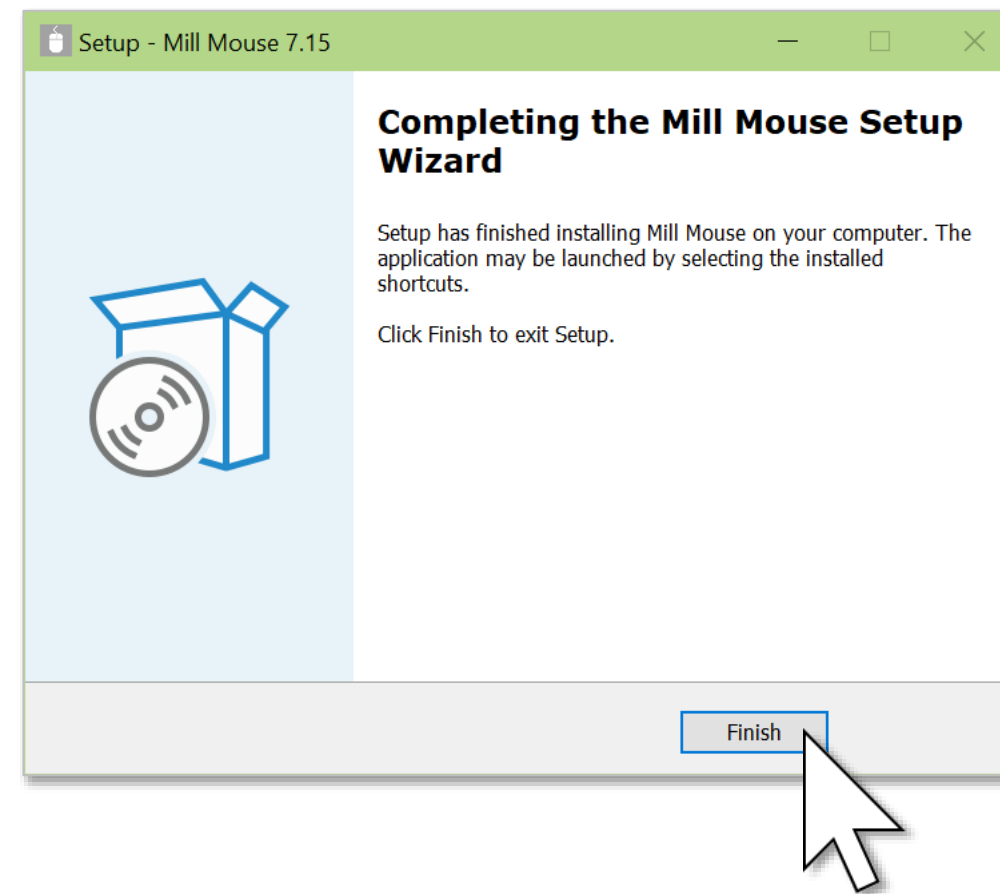 Setup - Mill Mouse 7.15
Completing the Mill Mouse Setup
Wizard
Setup has finished installing Mill Mouse on your computer. The
application may be launched by selecting the installed
shortcuts.
Click Finish to exit Setup.
Finish